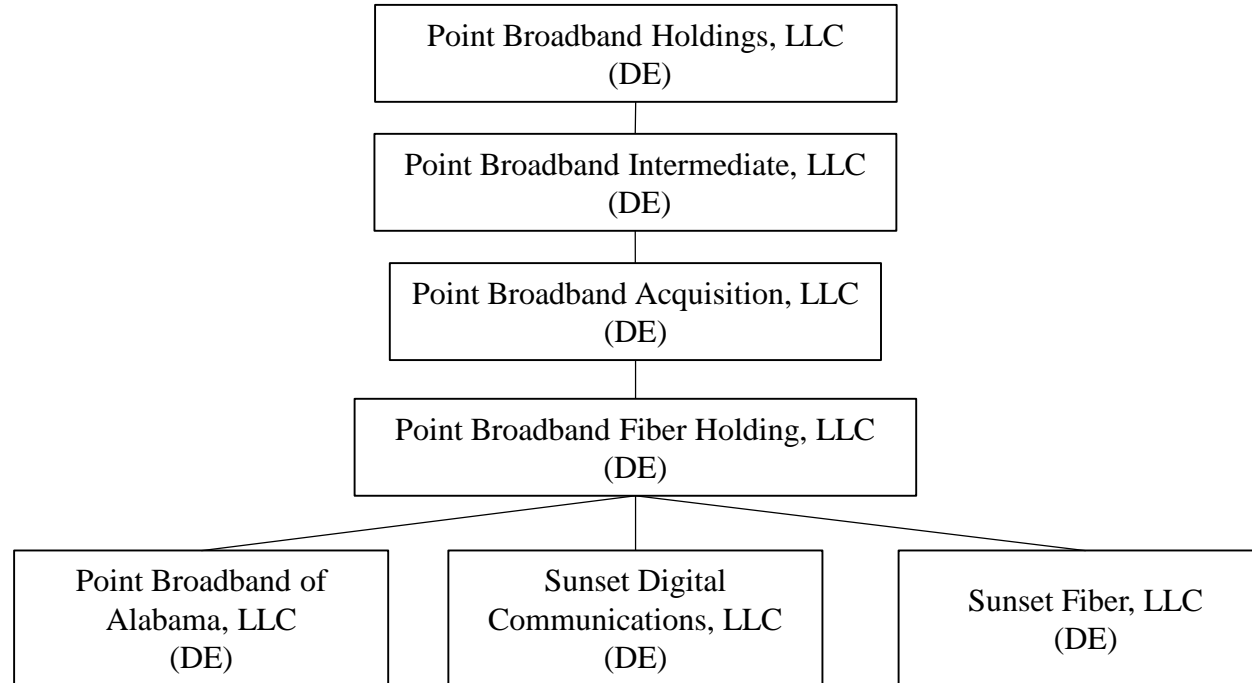 Point Broadband Holdings, LLC
(DE)
Point Broadband Intermediate, LLC
(DE)
Point Broadband Acquisition, LLC
(DE)
Point Broadband Fiber Holding, LLC
(DE)
Point Broadband of
Alabama, LLC
(DE)
Sunset Digital
Communications, LLC
(DE)
Sunset Fiber, LLC
(DE)